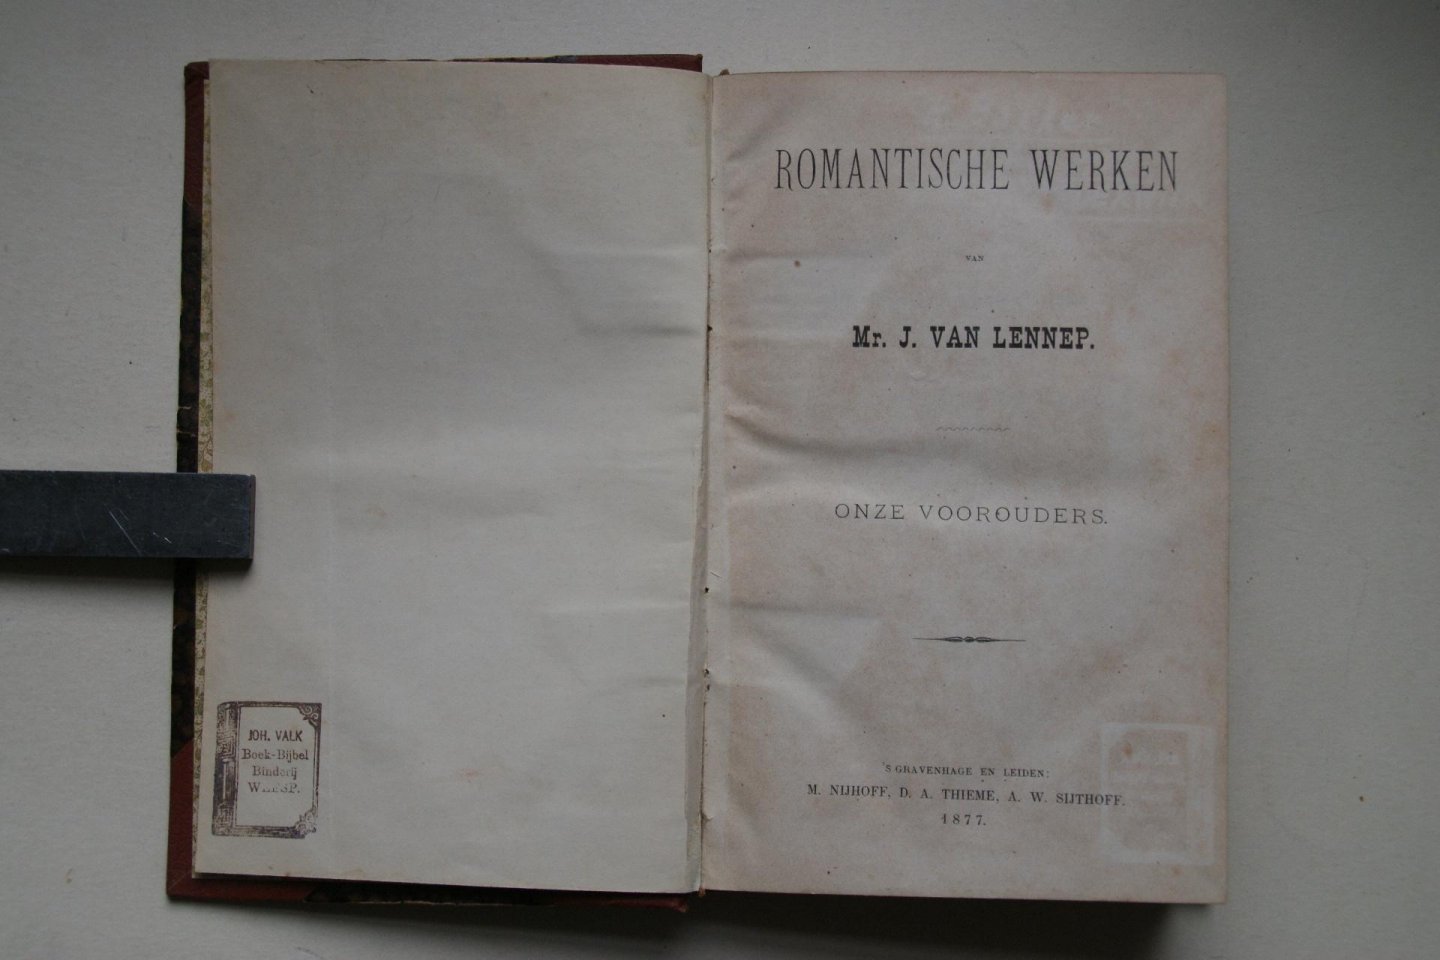 JOH. VALK
Boek-Bijbel
Binderij
WEESP.
ROMANTISCHE WERKEN
VAN
Mr. J. VAN LENNEP.
ONZE VOOROUDERS.
'S GRAVENHAGE EN LEIDEN:
M. NIJHOFF, D. A. THIEME, A. W. SIJTHOFF.
1877.